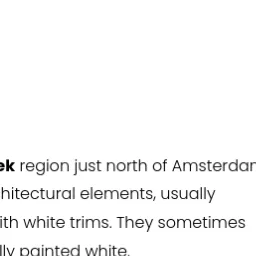 ek region just north of Amsterdam
hitectural elements, usually
ith white trims. They sometimes
lly painted white.